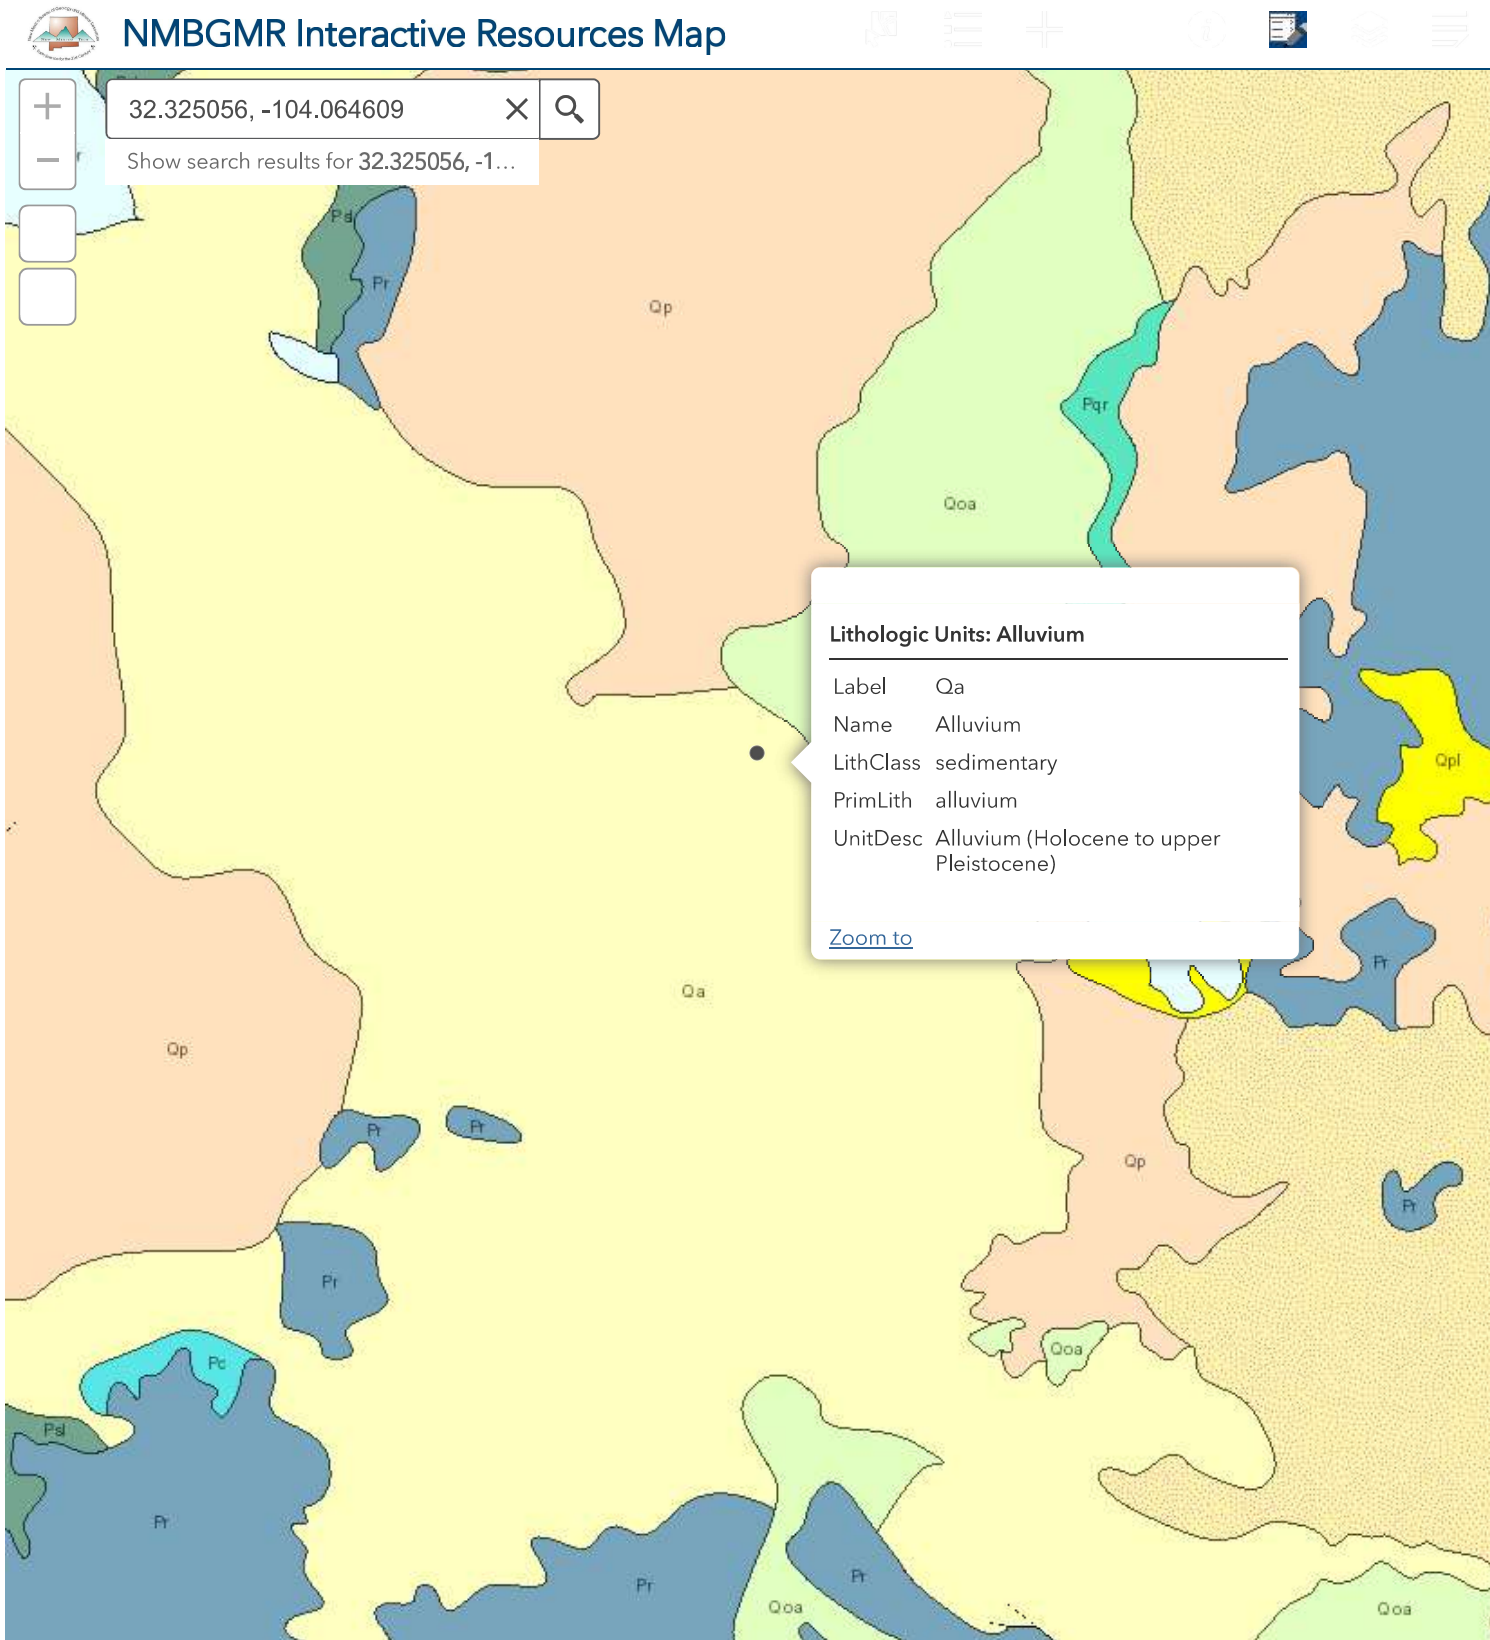 NMBGMR Interactive Resources Map
32.325056, -104.064609
Show search results for 32.325056, -1...
Psl
Pr
Qp
Pqr
Qoa
Lithologic Units: Alluvium
Label Qa
Name Alluvium
LithClass sedimentary
PrimLith alluvium
UnitDesc Alluvium (Holocene to upper
Pleistocene)
Zoom to
Qpl
Pr
Qa
Qp
Pr
Pr
Qp
Pr
Pr
Qoa
Pc
Psl
Pr
Pr
Pr
Qoa
Qoa